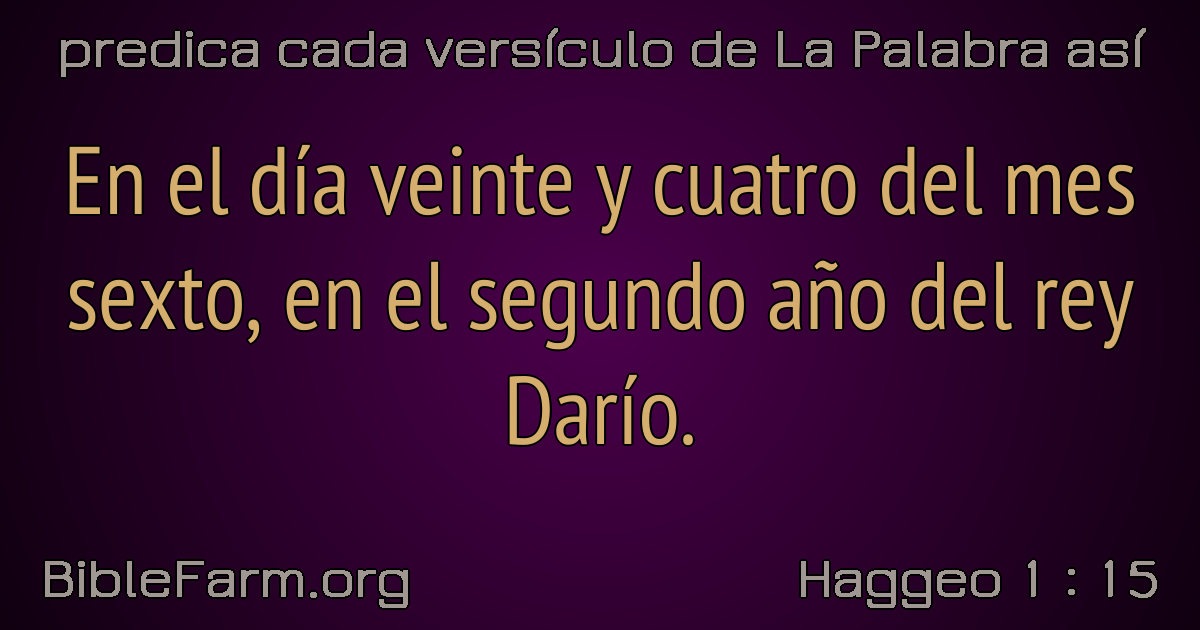 predica cada versículo de La Palabra así
En el día veinte y cuatro del mes
sexto, en el segundo año del rey
Darío.
BibleFarm.org
Haggeo 1 : 15